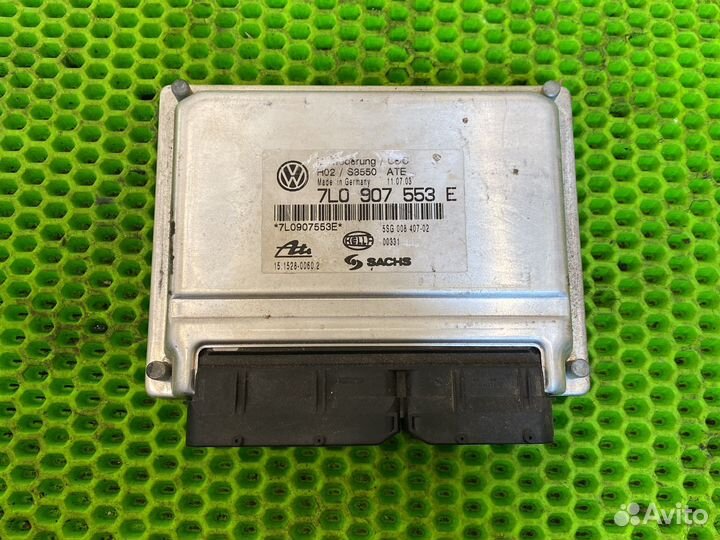 H02 / S3550 ATE
Made in Germany 11.07.05
7L0 907 553 E
*7L0907553E*
5SG 008 407-02
Ate
HELLA
00331
15.1528-0060.2
SACHS
Avito